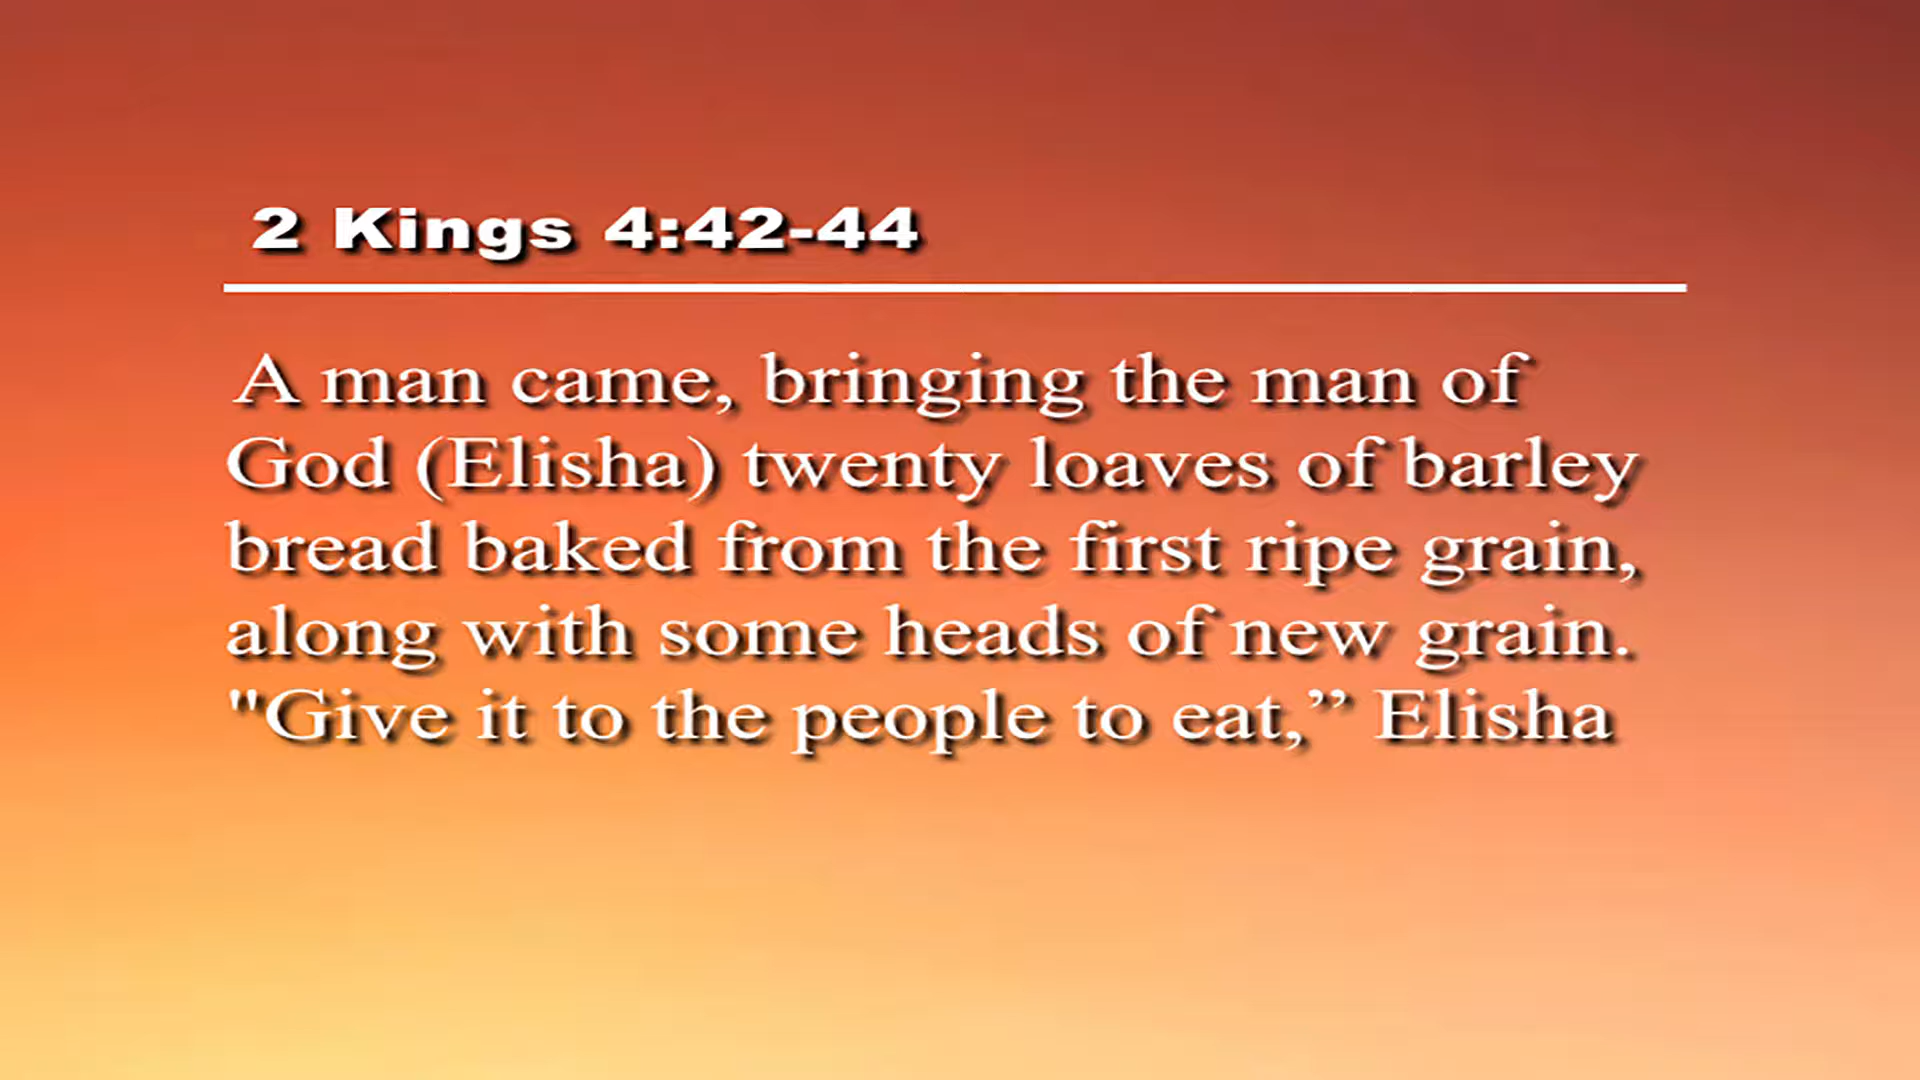 2 Kings 4:42-44
A man came, bringing the man of
God (Elisha) twenty loaves of barley
bread baked from the first ripe grain,
along with some heads of new grain.
"Give it to the people to eat,” Elisha